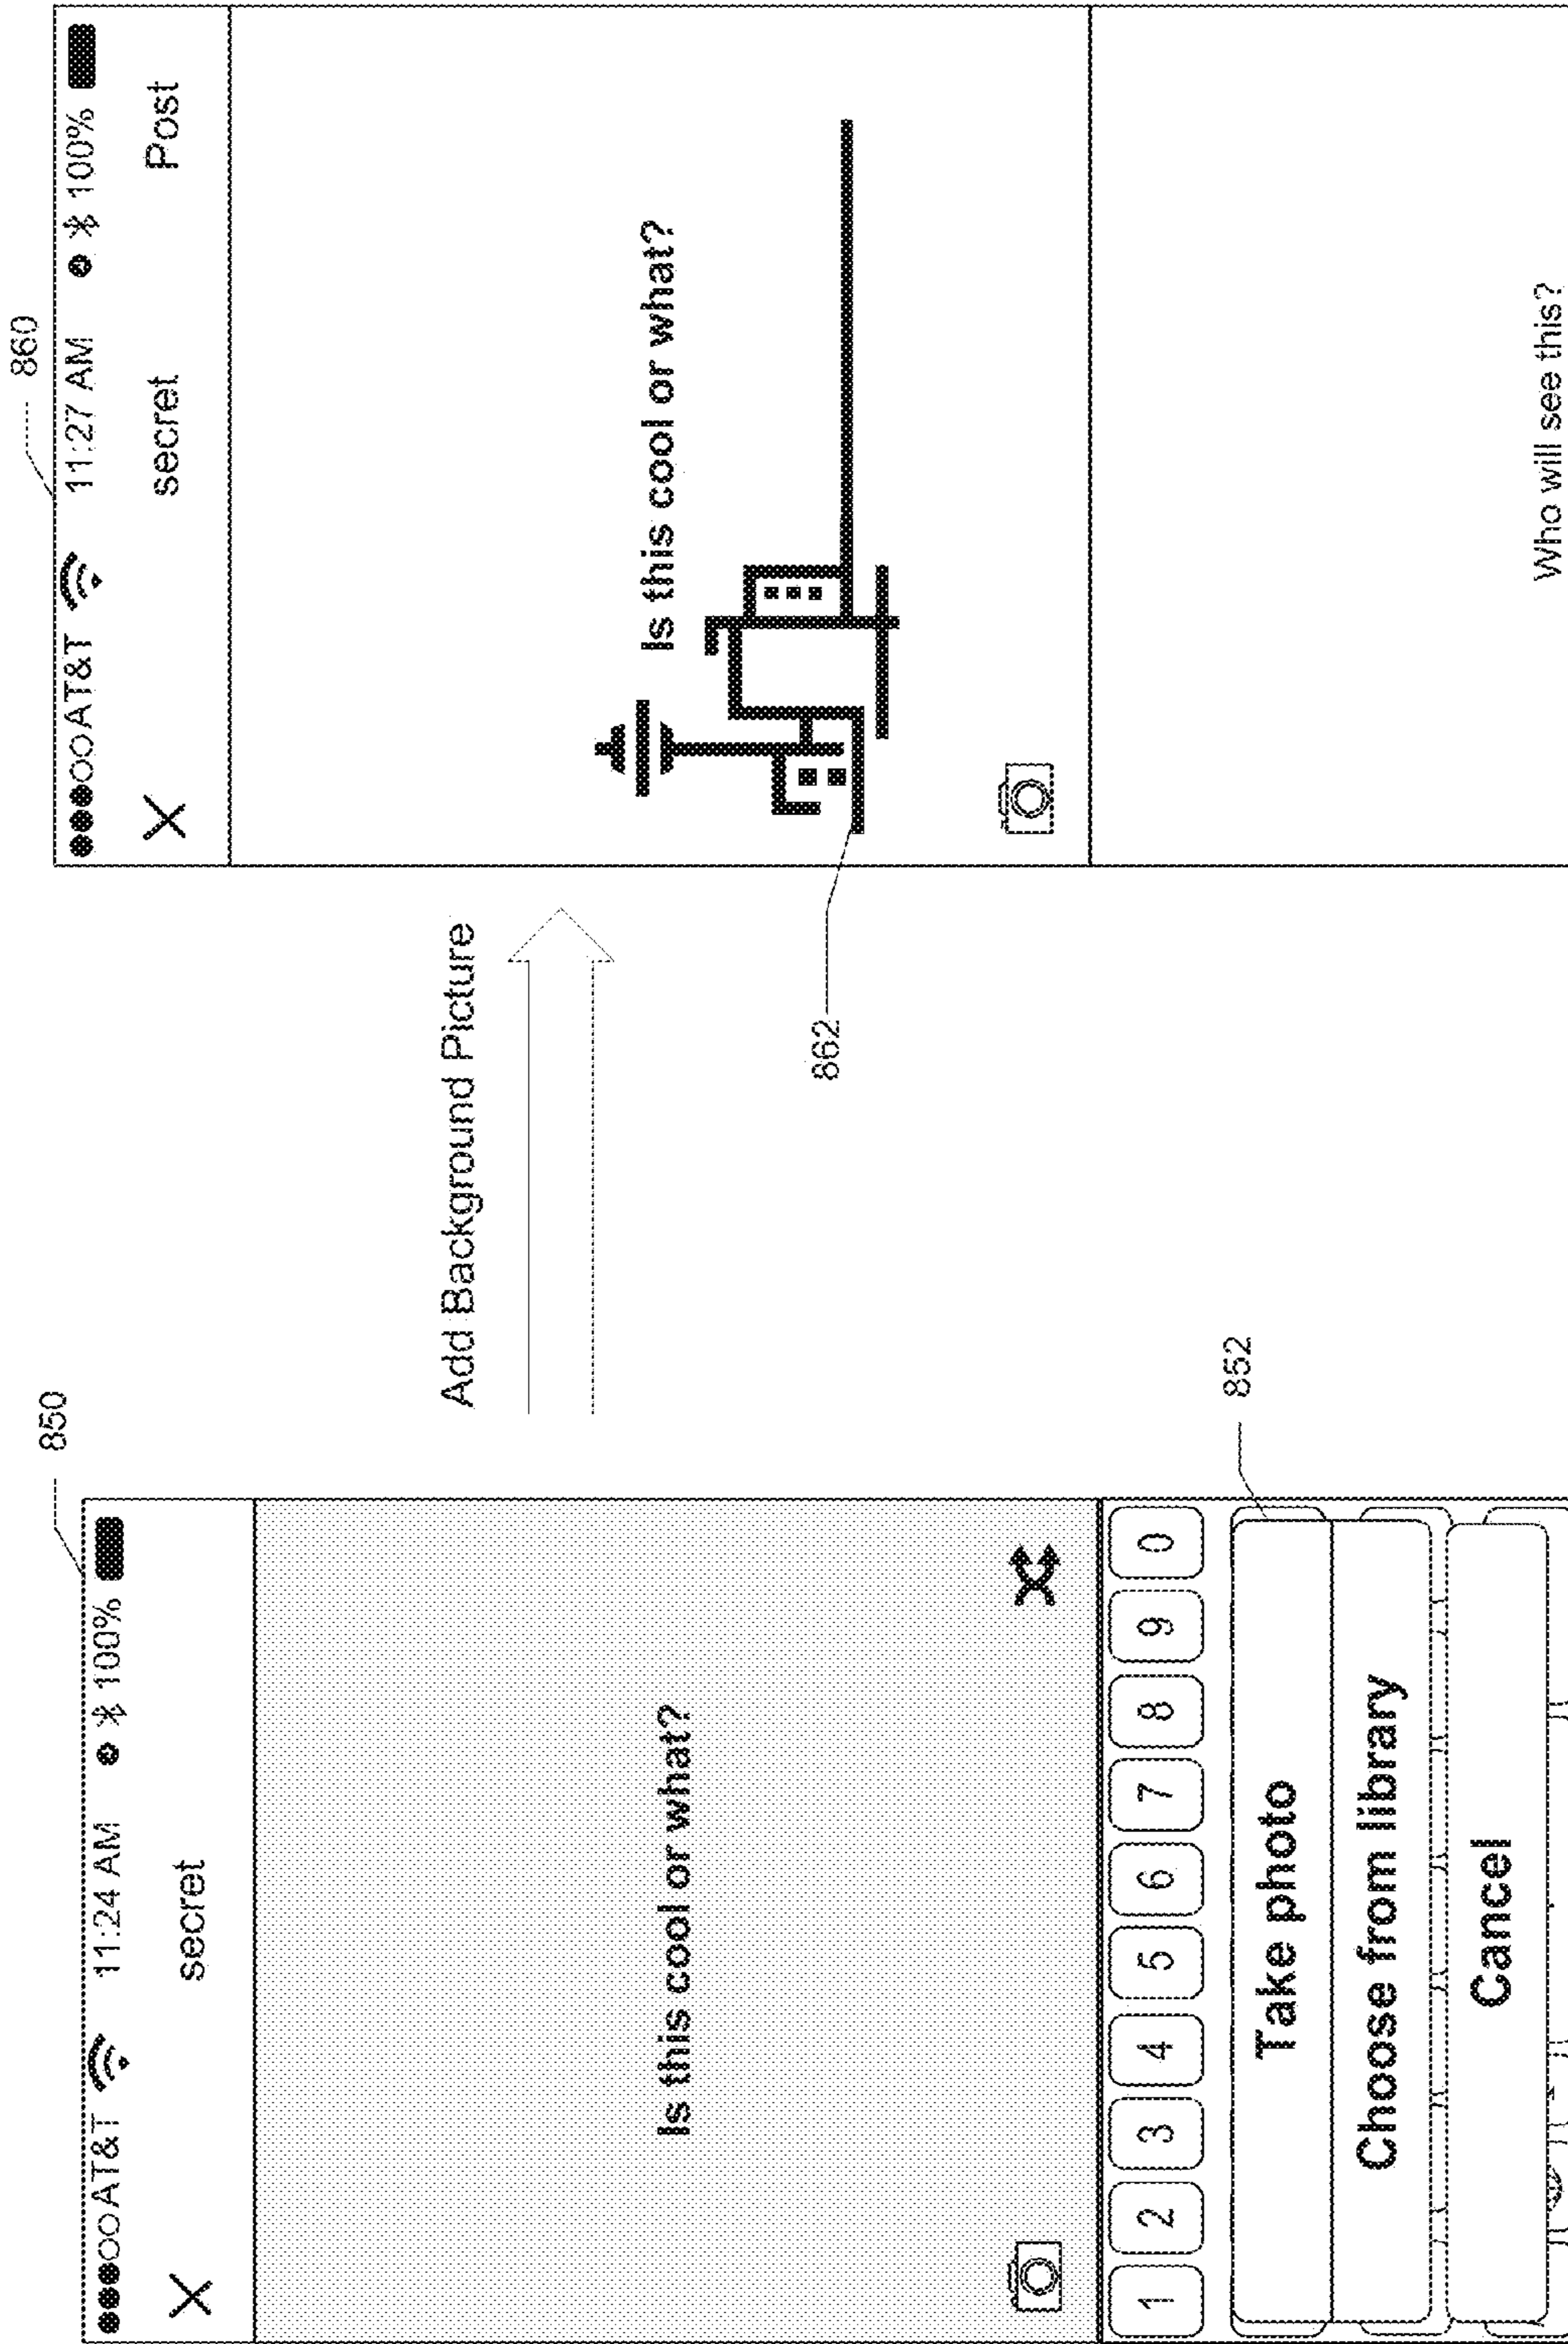 850
AT&T 11:24 AM 100%
X
secret
Is this cool or what?
1 2 3 4 5 6 7 8 9 0
Take photo
Choose from library
Cancel
852
Add Background Picture
860
AT&T 11:27 AM 100%
X
secret
Post
Is this cool or what?
862
Who will see this?